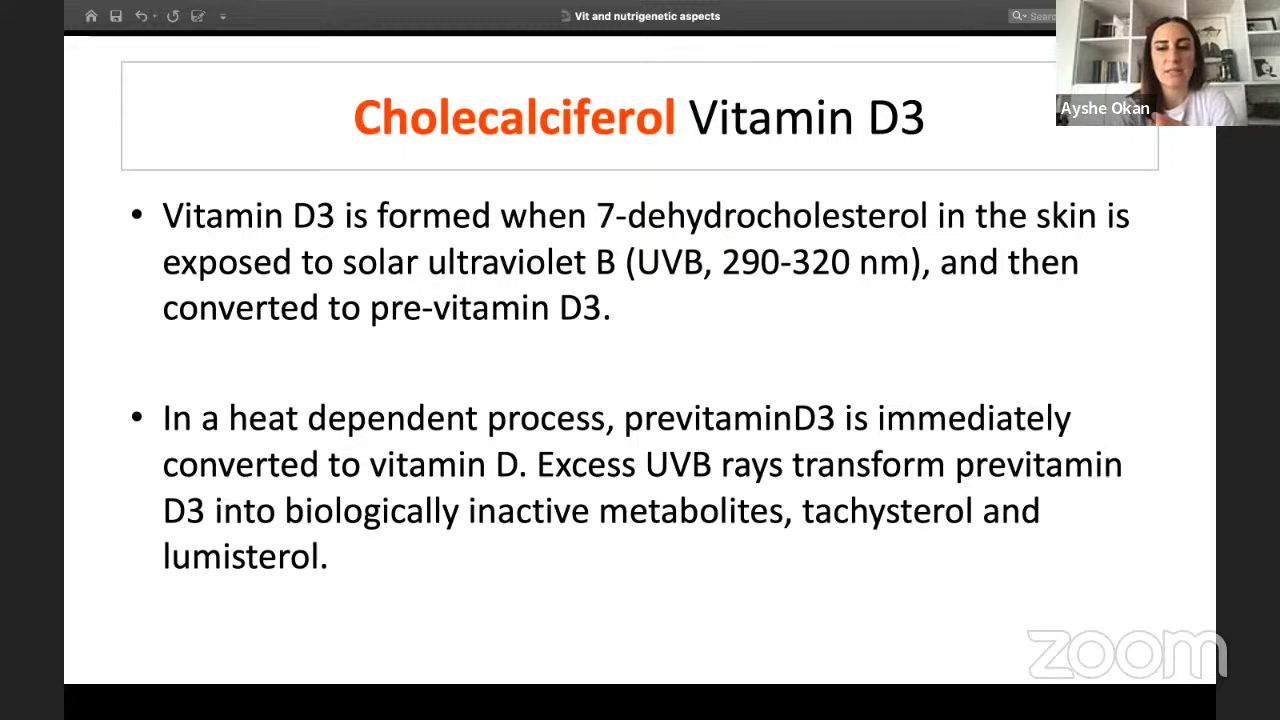 Vit and nutrigenetic aspects
Cholecalciferol Vitamin D3
Ayshe Okan
• Vitamin D3 is formed when 7-dehydrocholesterol in the skin is
exposed to solar ultraviolet B (UVB, 290-320 nm), and then
converted to pre-vitamin D3.
• In a heat dependent process, previtaminD3 is immediately
converted to vitamin D. Excess UVB rays transform previtamin
D3 into biologically inactive metabolites, tachysterol and
lumisterol.
zoom